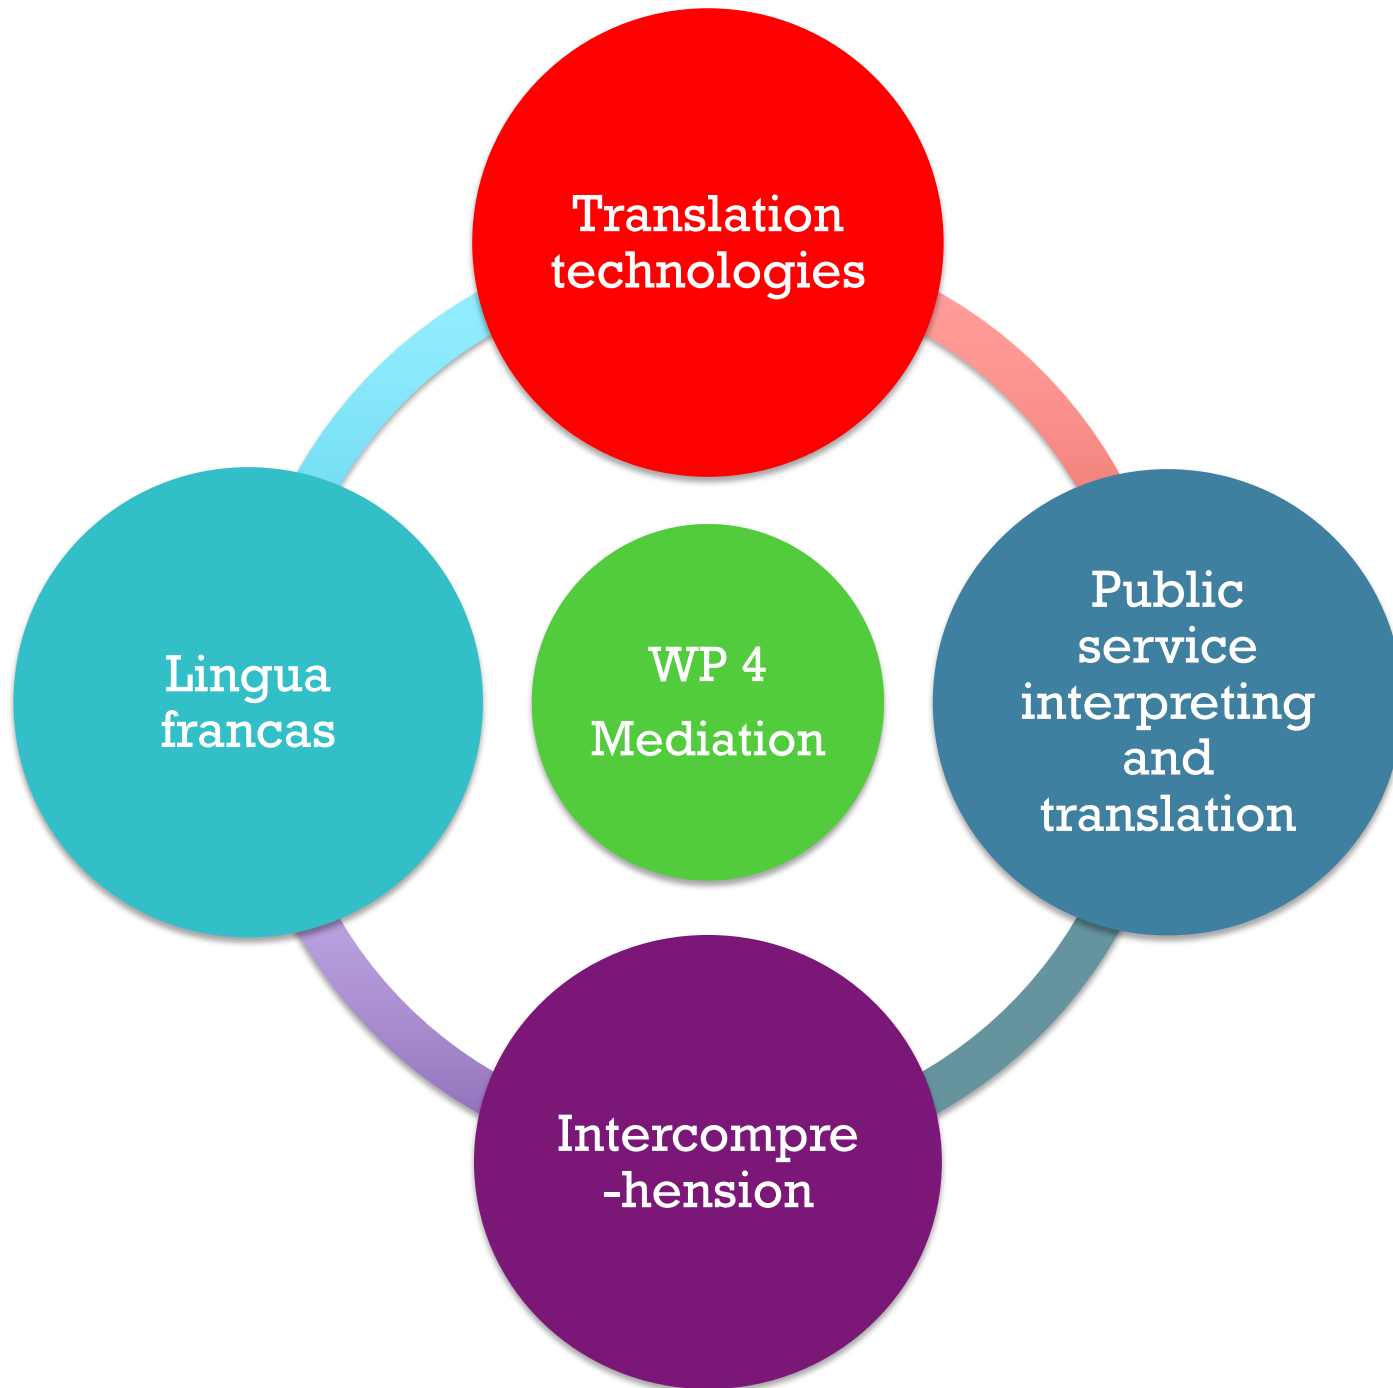 Translation
technologies
Lingua
francas
WP 4
Mediation
Public
service
interpreting
and
translation
Intercompre
-hension